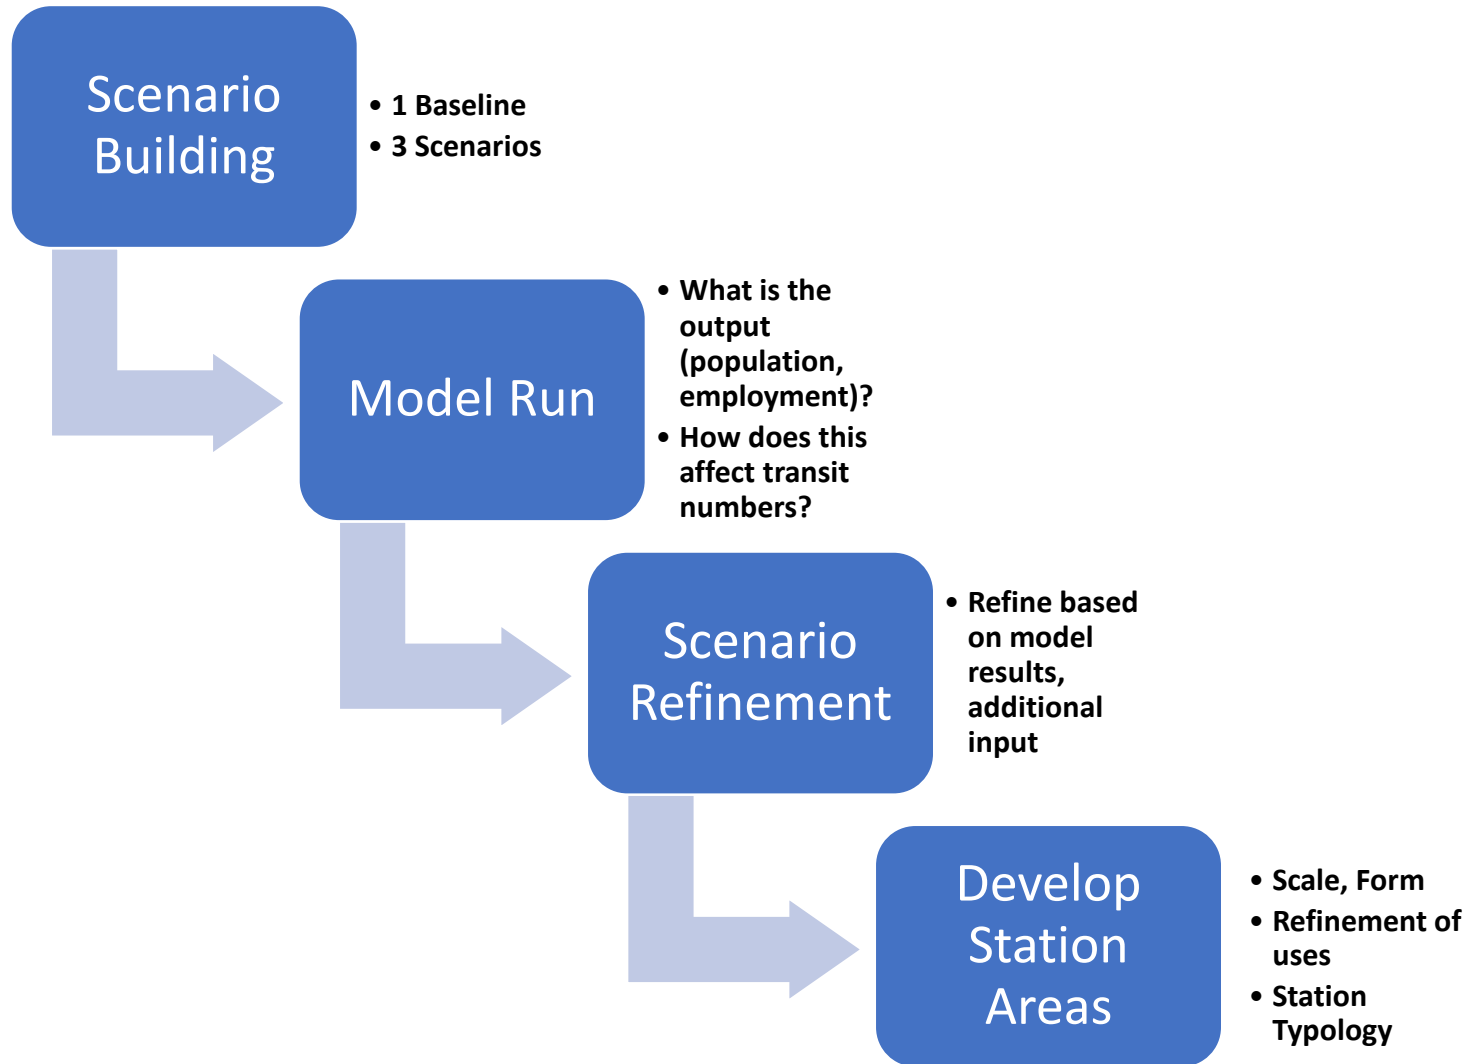 Scenario
Building
• 1 Baseline
• 3 Scenarios
Model Run
• What is the
output
(population,
employment)?
• How does this
affect transit
numbers?
Scenario
Refinement
• Refine based
on model
results,
additional
input
Develop
Station
Areas
• Scale, Form
• Refinement of
uses
• Station
Typology